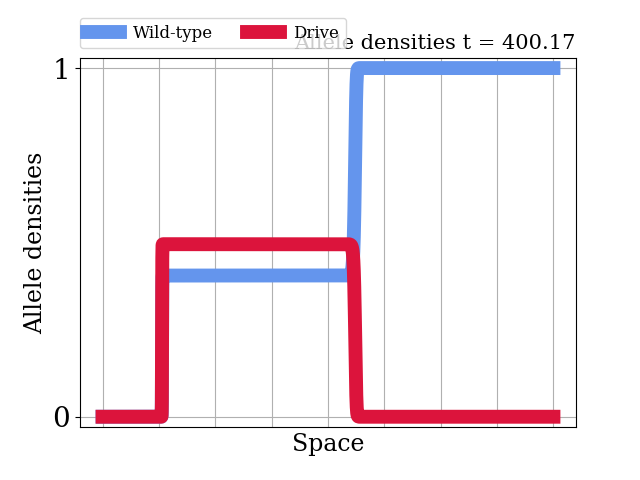 Wild-type Drive
Allele densities t = 400.17
1
Allele densities
0
Space